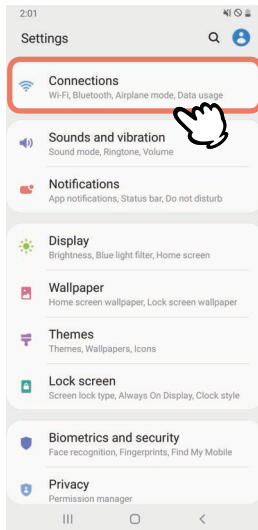 2:01
Settings
Connections
Wi-Fi, Bluetooth, Airplane mode, Data usage
Sounds and vibration
Sound mode, Ringtone, Volume
Notifications
App notifications, Status bar, Do not disturb
Display
Brightness, Blue light filter, Home screen
Wallpaper
Home screen wallpaper, Lock screen wallpaper
Themes
Themes, Wallpapers, Icons
Lock screen
Screen lock type, Always On Display, Clock style
Biometrics and security
Face recognition, Fingerprints, Find My Mobile
Privacy
Permission manager